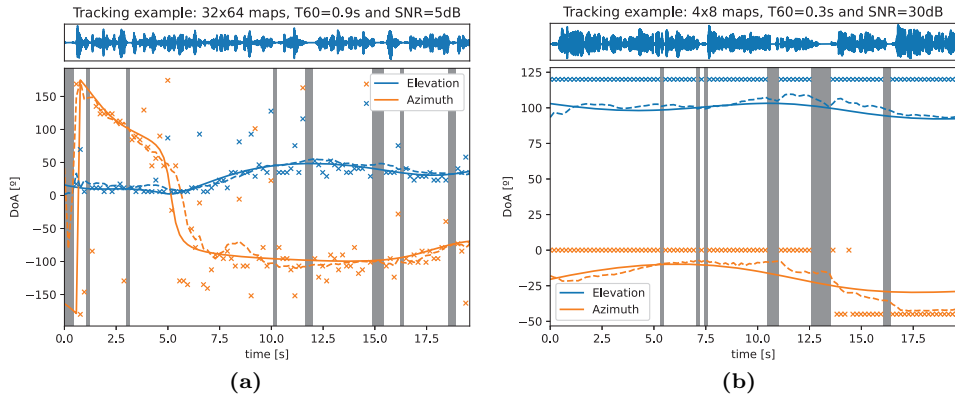 Tracking example: 32x64 maps, T60=0.9s and SNR=5dB
Elevation
Azimuth
150
100
50
0
−50
−100
−150
DoA [º]
0.0 2.5 5.0 7.5 10.0 12.5 15.0 17.5
time [s]
(a)
Tracking example: 4x8 maps, T60=0.3s and SNR=30dB
125
100
75
50
25
0
−25
−50
DoA [º]
Elevation
Azimuth
0.0 2.5 5.0 7.5 10.0 12.5 15.0 17.5
time [s]
(b)